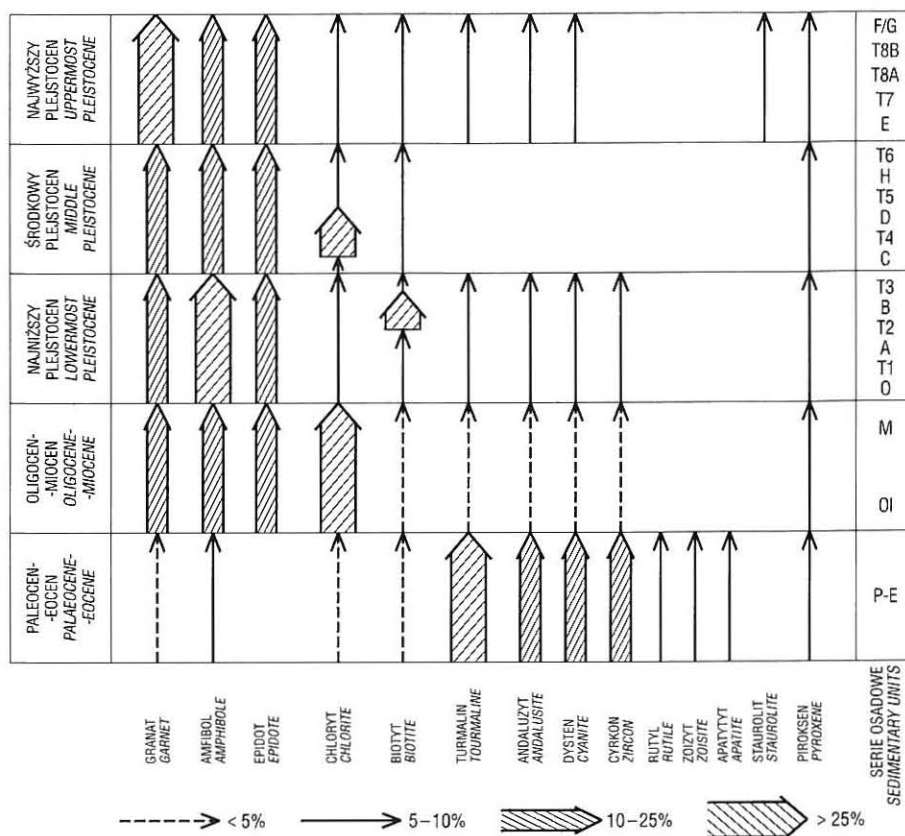 NAJWYŻSZY
PLEJSTOCEN
UPPERMOST
PLEISTOCENE
F/G
T8B
T8A
T7
E
ŚRODKOWY
PLEJSTOCEN
MIDDLE
PLEISTOCENE
T6
H
T5
D
T4
C
NAJNIŻSZY
PLEJSTOCEN
LOWERMOST
PLEISTOCENE
T3
B
T2
A
T1
O
OLIGOCEN-
-MIOCEN
OLIGOCENE-
-MIOCENE
M
Ol
PALEOCEN-
-EOCEN
PALAEOCENE-
-EOCENE
P-E
GRANAT
GARNET
AMFIBOL
AMPHIBOLE
EPIDOT
EPIDOTE
CHLORYT
CHLORITE
BIOTYT
BIOTITE
TURMALIN
TOURMALINE
ANDALUZYT
ANDALUSITE
DYSTEN
CYANITE
CYRKON
ZIRCON
RUTYL
RUTILE
ZOIZYT
ZOISITE
APATYTYT
APATITE
STAUROLIT
STAUROLITE
PIROKSEN
PYROXENE
SERIE OSADOWE
SEDIMENTARY UNITS
< 5%
5–10%
10-25%
> 25%